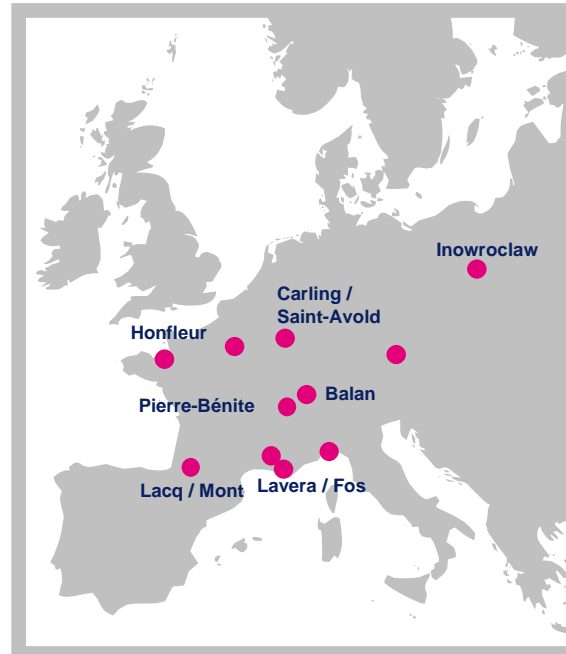 Inowroclaw
Carling /
Saint-Avold
Honfleur
Balan
Pierre-Bénite
Lacq / Mont
Lavera / Fos